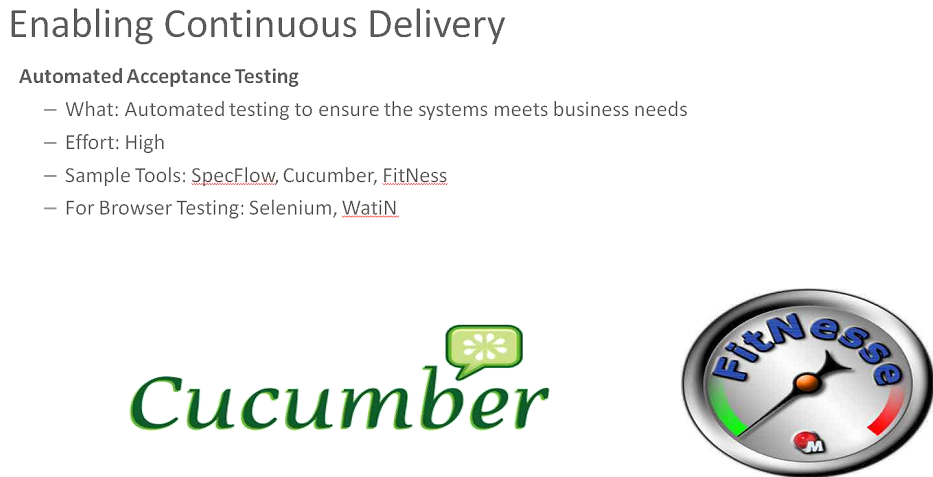 Enabling Continuous Delivery
Automated Acceptance Testing
– What: Automated testing to ensure the systems meets business needs
– Effort: High
– Sample Tools: SpecFlow, Cucumber, FitNess
– For Browser Testing: Selenium, WatiN
Cucumber
FitNesse
M